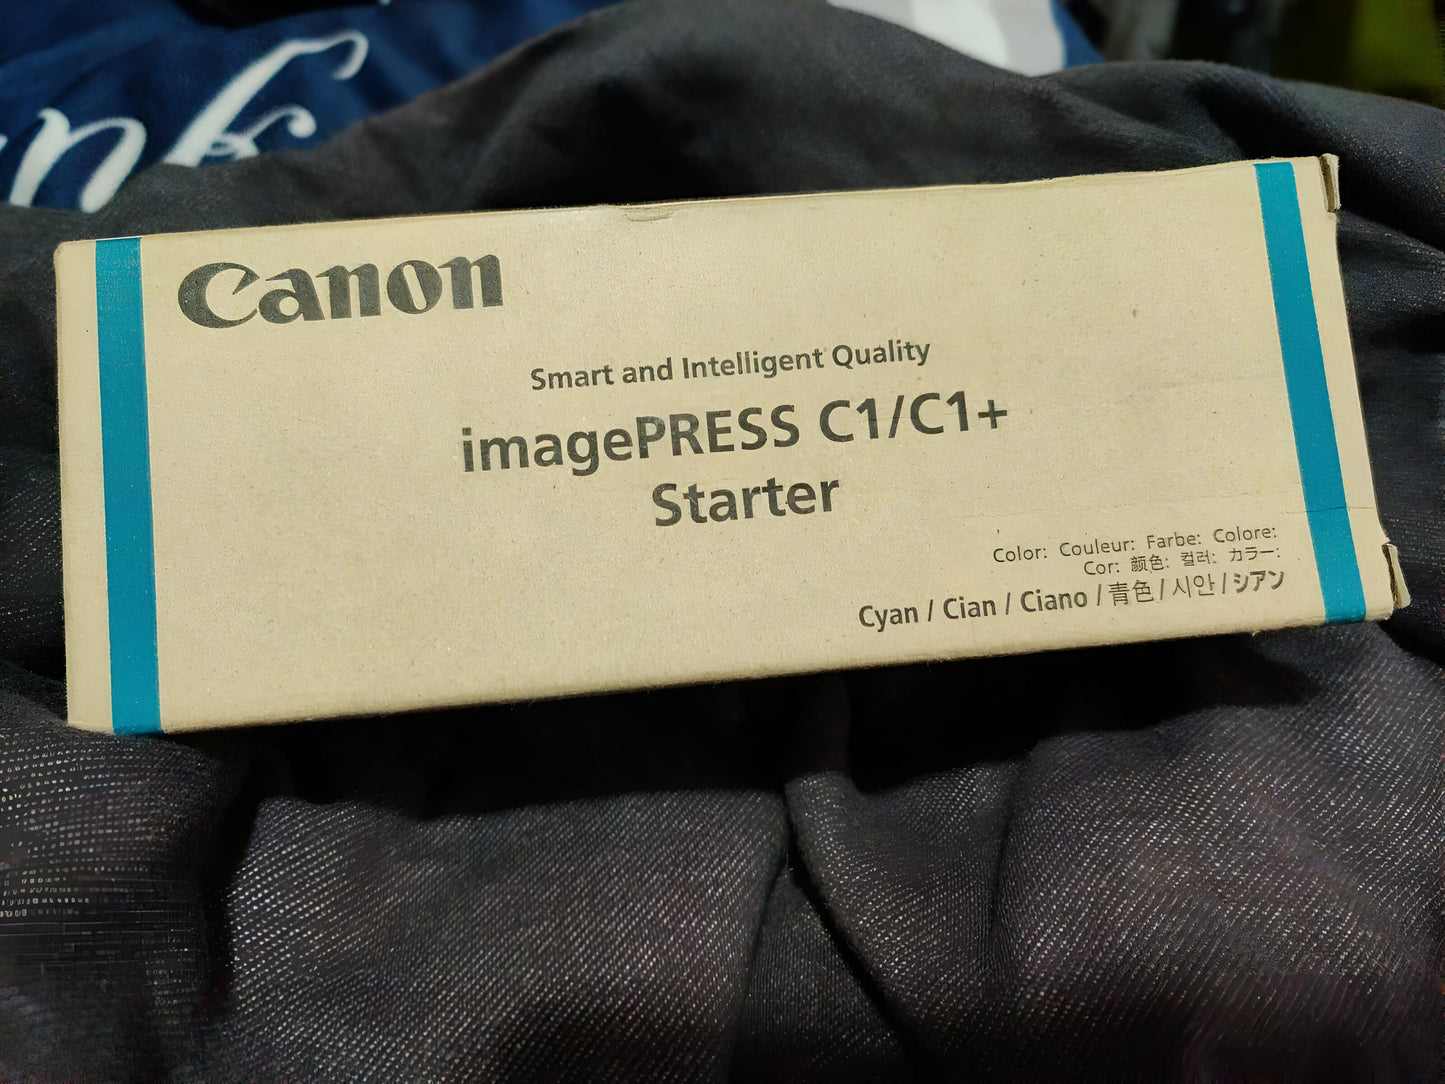 Canon
Smart and Intelligent Quality
imagePRESS C1/C1+
Starter
Color: Couleur: Farbe: Colore:
Cor: 颜色: 컬러: カラー:
Cyan / Cian / Ciano / 青色 / 시안 / シアン